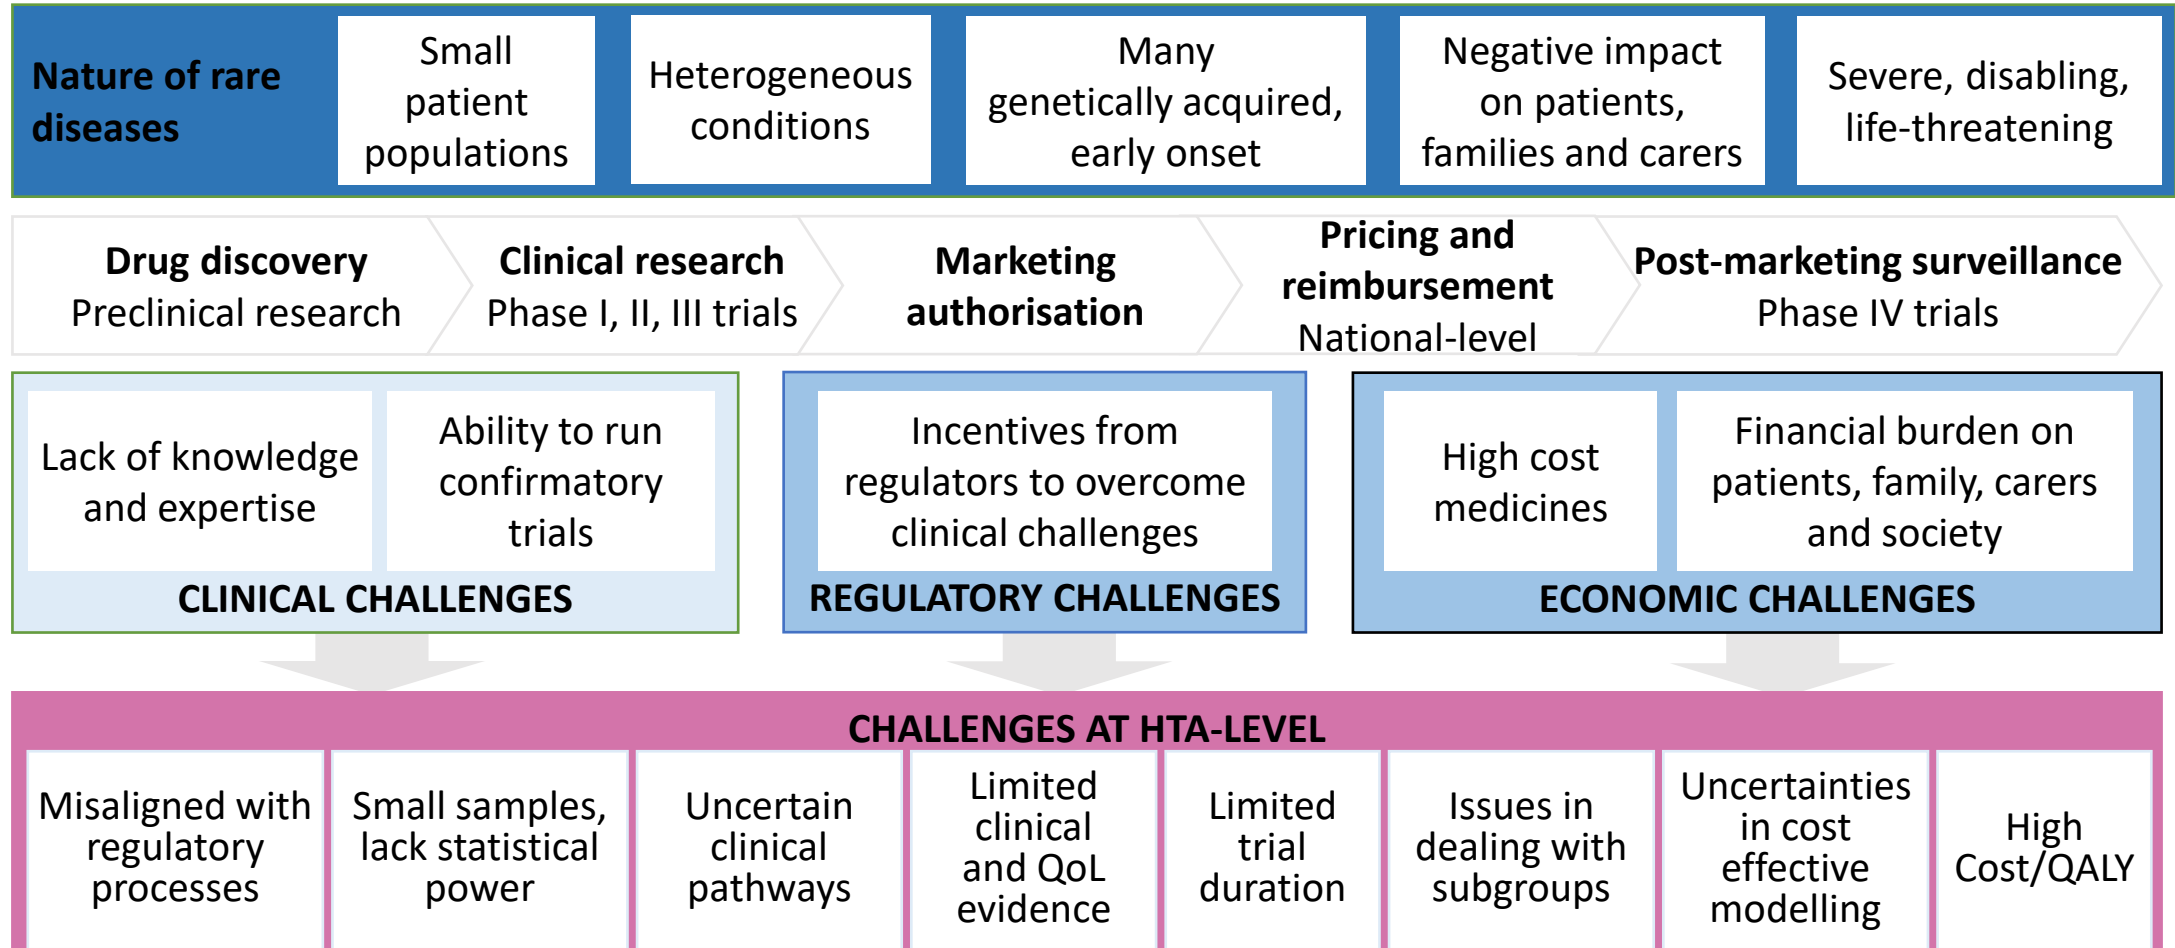 Nature of rare
diseases
Small
patient
populations
Heterogeneous
conditions
Many
genetically acquired,
early onset
Negative impact
on patients,
families and carers
Severe, disabling,
life-threatening
Drug discovery
Preclinical research
Clinical research
Phase I, II, III trials
Marketing
authorisation
Pricing and
reimbursement
National-level
Post-marketing surveillance
Phase IV trials
Lack of knowledge
and expertise
Ability to run
confirmatory
trials
CLINICAL CHALLENGES
Incentives from
regulators to overcome
clinical challenges
REGULATORY CHALLENGES
High cost
medicines
Financial burden on
patients, family, carers
and society
ECONOMIC CHALLENGES
CHALLENGES AT HTA-LEVEL
Misaligned with
regulatory
processes
Small samples,
lack statistical
power
Uncertain
clinical
pathways
Limited
clinical
and QoL
evidence
Limited
trial
duration
Issues in
dealing with
subgroups
Uncertainties
in cost
effective
modelling
High
Cost/QALY